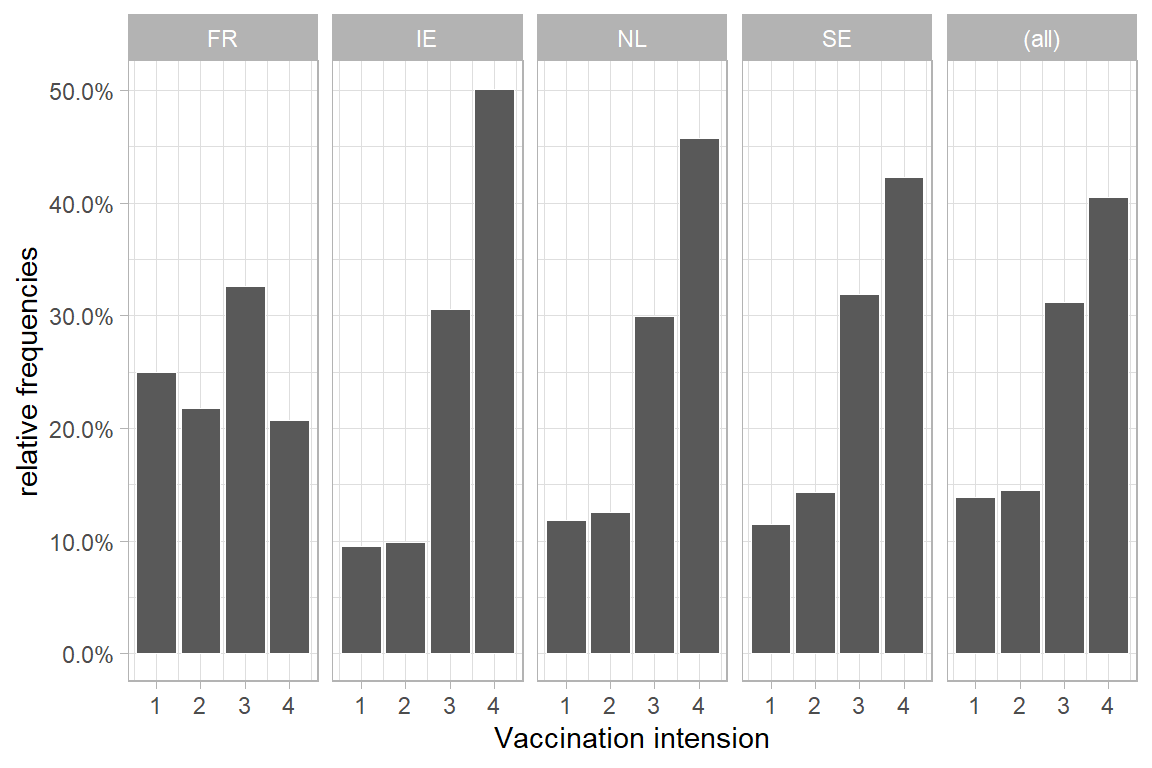 FR IE NL SE (all)
50.0%
40.0%
30.0%
20.0%
10.0%
0.0%
relative frequencies
1 2 3 4 1 2 3 4 1 2 3 4 1 2 3 4 1 2 3 4
Vaccination intension